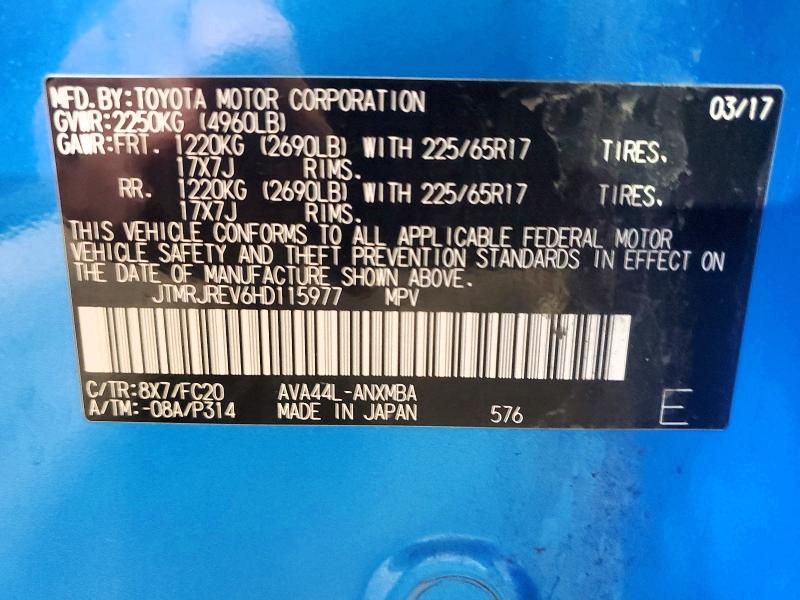 MFD.BY:TOYOTA MOTOR CORPORATION 03/17
GVWR:2250KG (4960LB)
GAWR:FRT. 1220KG (2690LB) WITH 225/65R17 TIRES.
17X7J RIMS.
RR. 1220KG (2690LB) WITH 225/65R17 TIRES.
17X7J RIMS.
THIS VEHICLE CONFORMS TO ALL APPLICABLE FEDERAL MOTOR
VEHICLE SAFETY AND THEFT PREVENTION STANDARDS IN EFFECT ON
THE DATE OF MANUFACTURE SHOWN ABOVE.
JTMRJREV6HD115977 MPV
C/TR:8X7/FC20 AVA44L-ANXMBA
A/TM:-08A/P314 MADE IN JAPAN 576 E